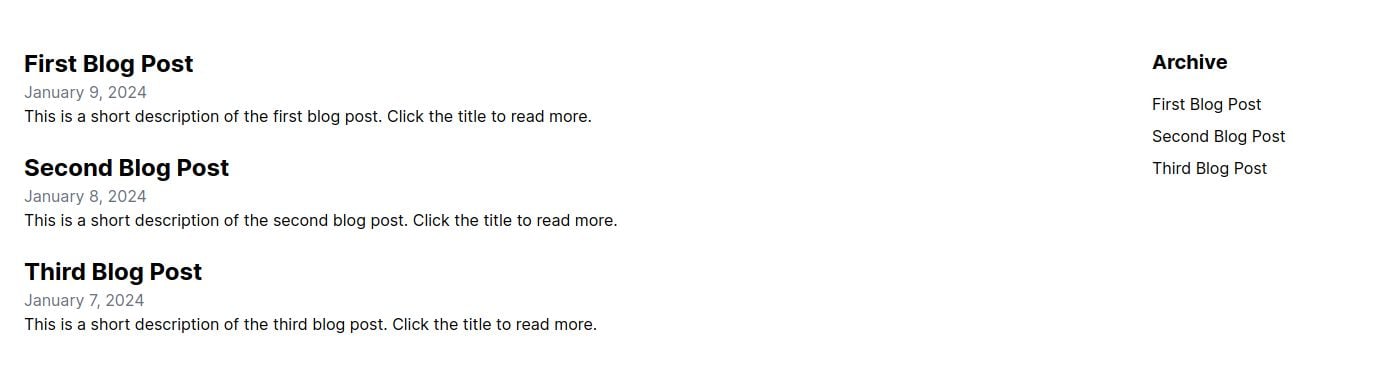 First Blog Post
January 9, 2024
This is a short description of the first blog post. Click the title to read more.
Second Blog Post
January 8, 2024
This is a short description of the second blog post. Click the title to read more.
Third Blog Post
January 7, 2024
This is a short description of the third blog post. Click the title to read more.
Archive
First Blog Post
Second Blog Post
Third Blog Post